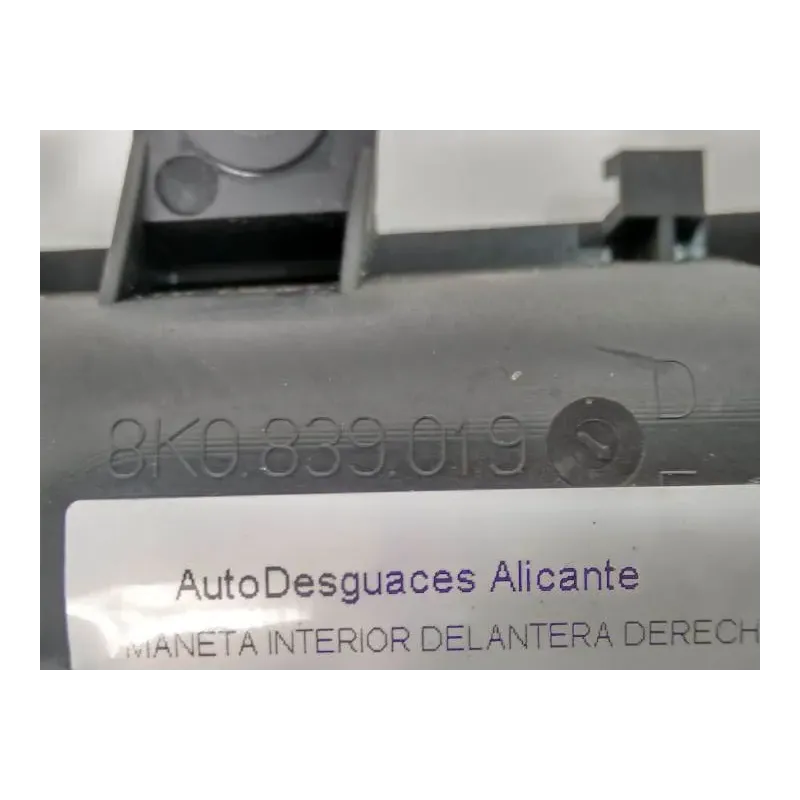 D
8K0.839.019
AutoDesguaces Alicante
MANETA INTERIOR DELANTERA DERECH